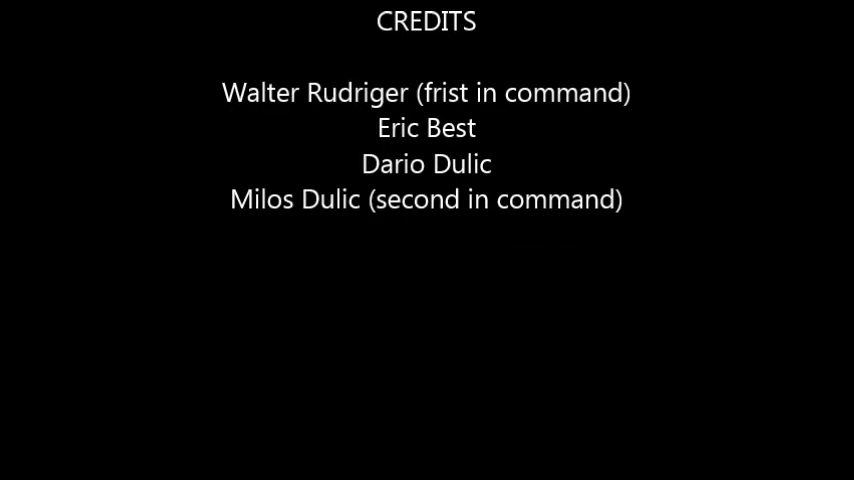 CREDITS
Walter Rudriger (frist in command)
Eric Best
Dario Dulic
Milos Dulic (second in command)